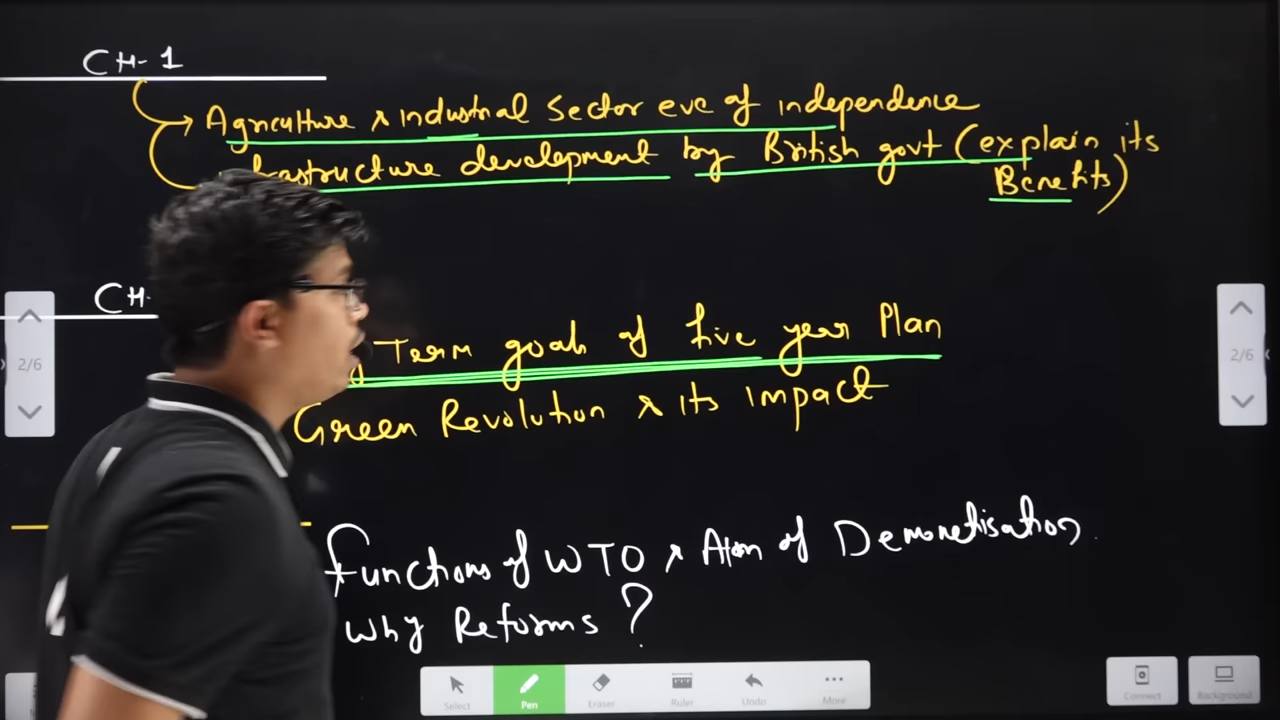 CH-1
Agriculture & industrial Sector eve of independence
development by British govt (explain its
Benefits)
CH-
Term goals of five year Plan
Green Revolution & its impact
Functions of WTO & Aim of Demonetisation
Why Reforms ?
2/6
2/6
Select
Pen
Eraser
Ruler
Undo
More
Connect
Background